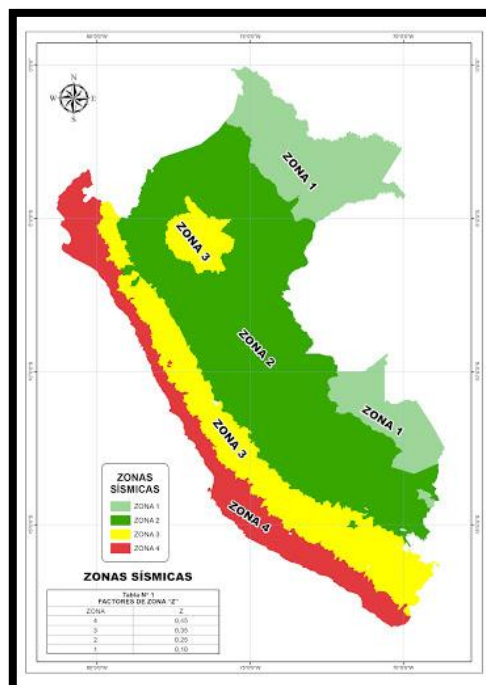 N
W E
S
ZONA 1
ZONA 3
ZONA 2
ZONA 1
ZONA 3
ZONA 4
ZONAS
SÍSMICAS
ZONA 1
ZONA 2
ZONA 3
ZONA 4
ZONAS SÍSMICAS
Tabla N° 1
FACTORES DE ZONA "Z"
ZONA Z
4 0,45
3 0,35
2 0,25
1 0,10